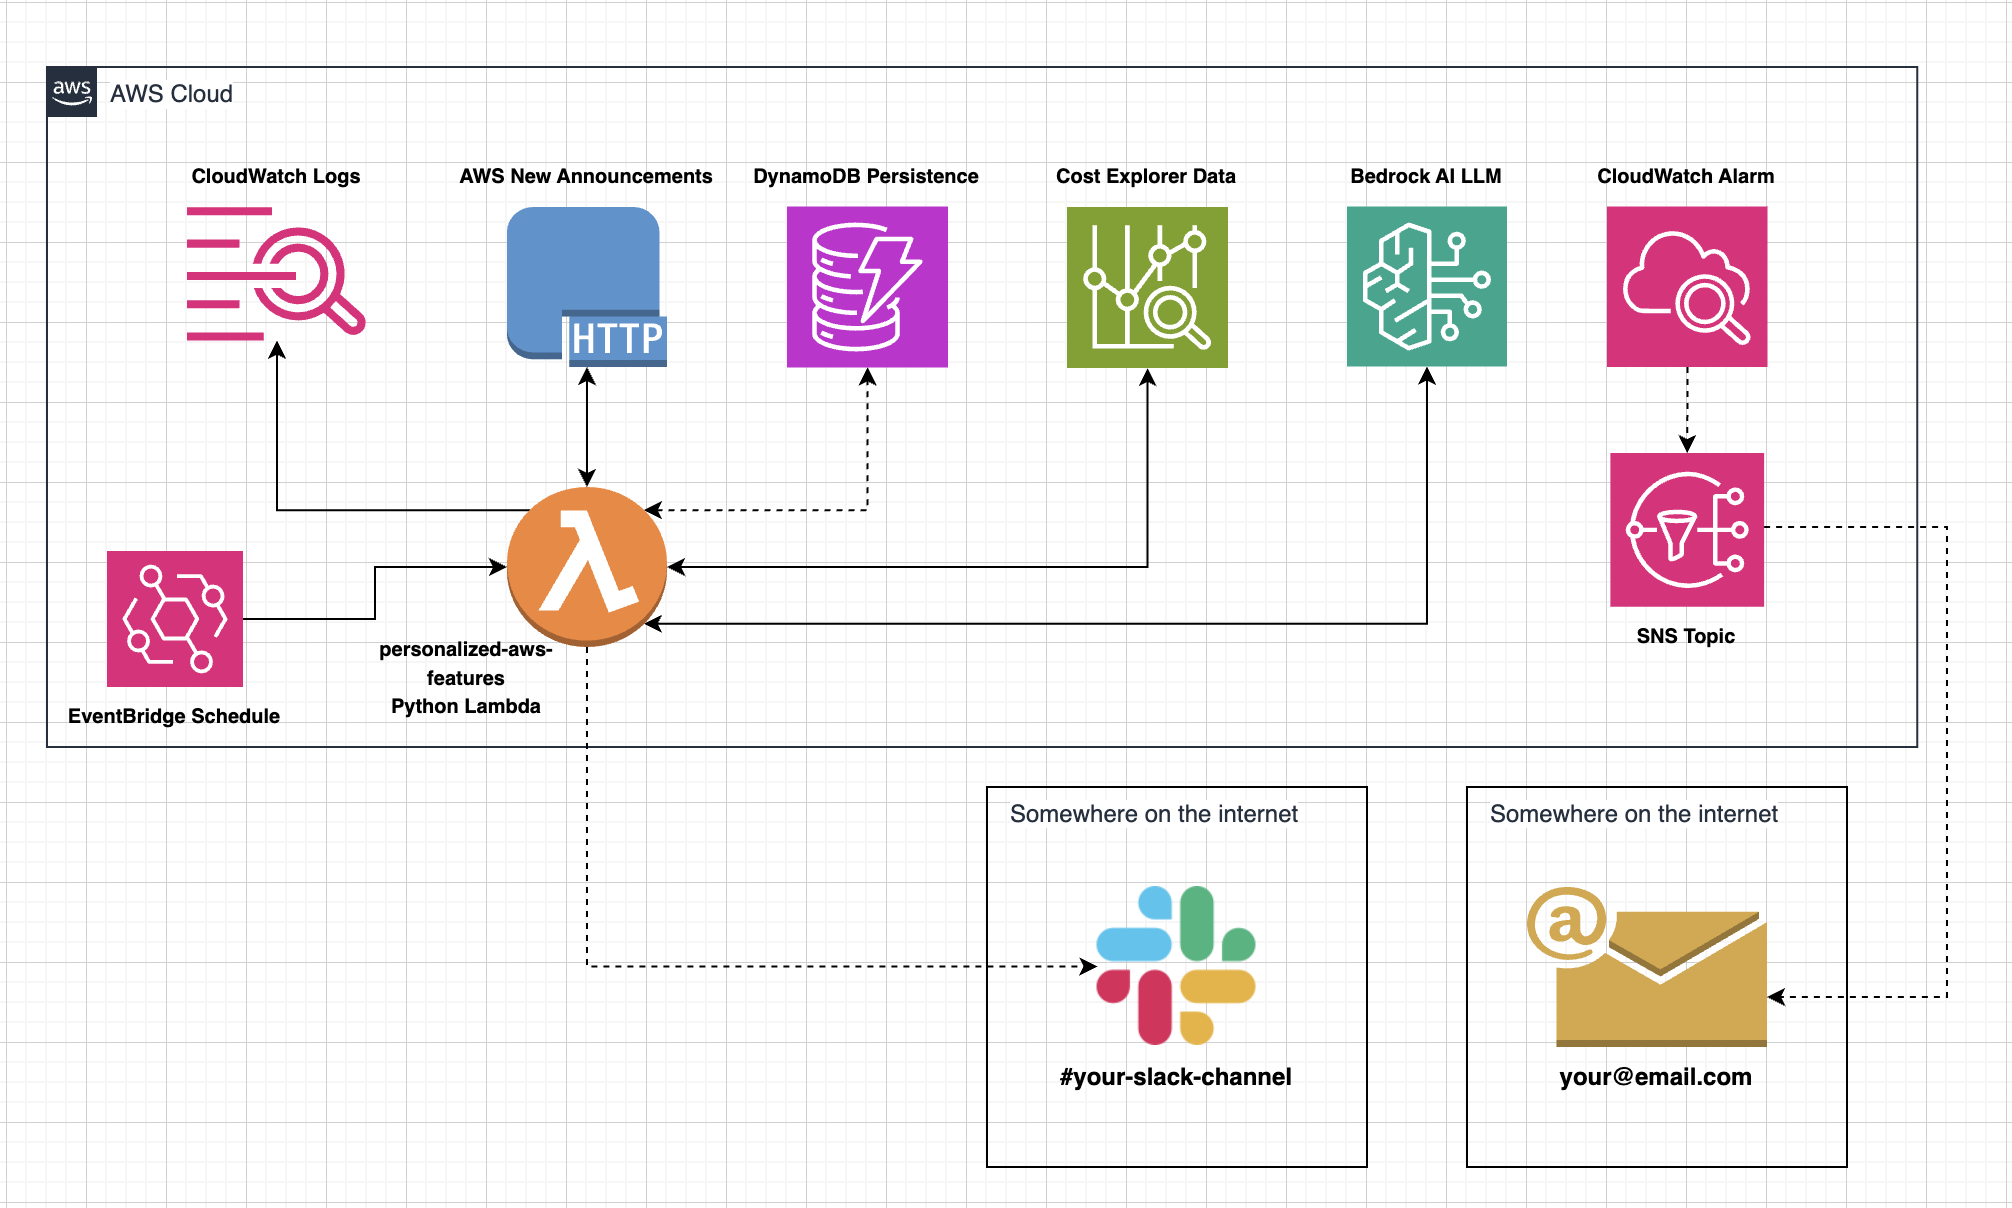 aws
AWS Cloud
CloudWatch Logs
AWS New Announcements
DynamoDB Persistence
Cost Explorer Data
Bedrock AI LLM
CloudWatch Alarm
HTTP
SNS Topic
personalized-aws-
features
Python Lambda
EventBridge Schedule
Somewhere on the internet
Somewhere on the internet
@
#your-slack-channel
your@email.com